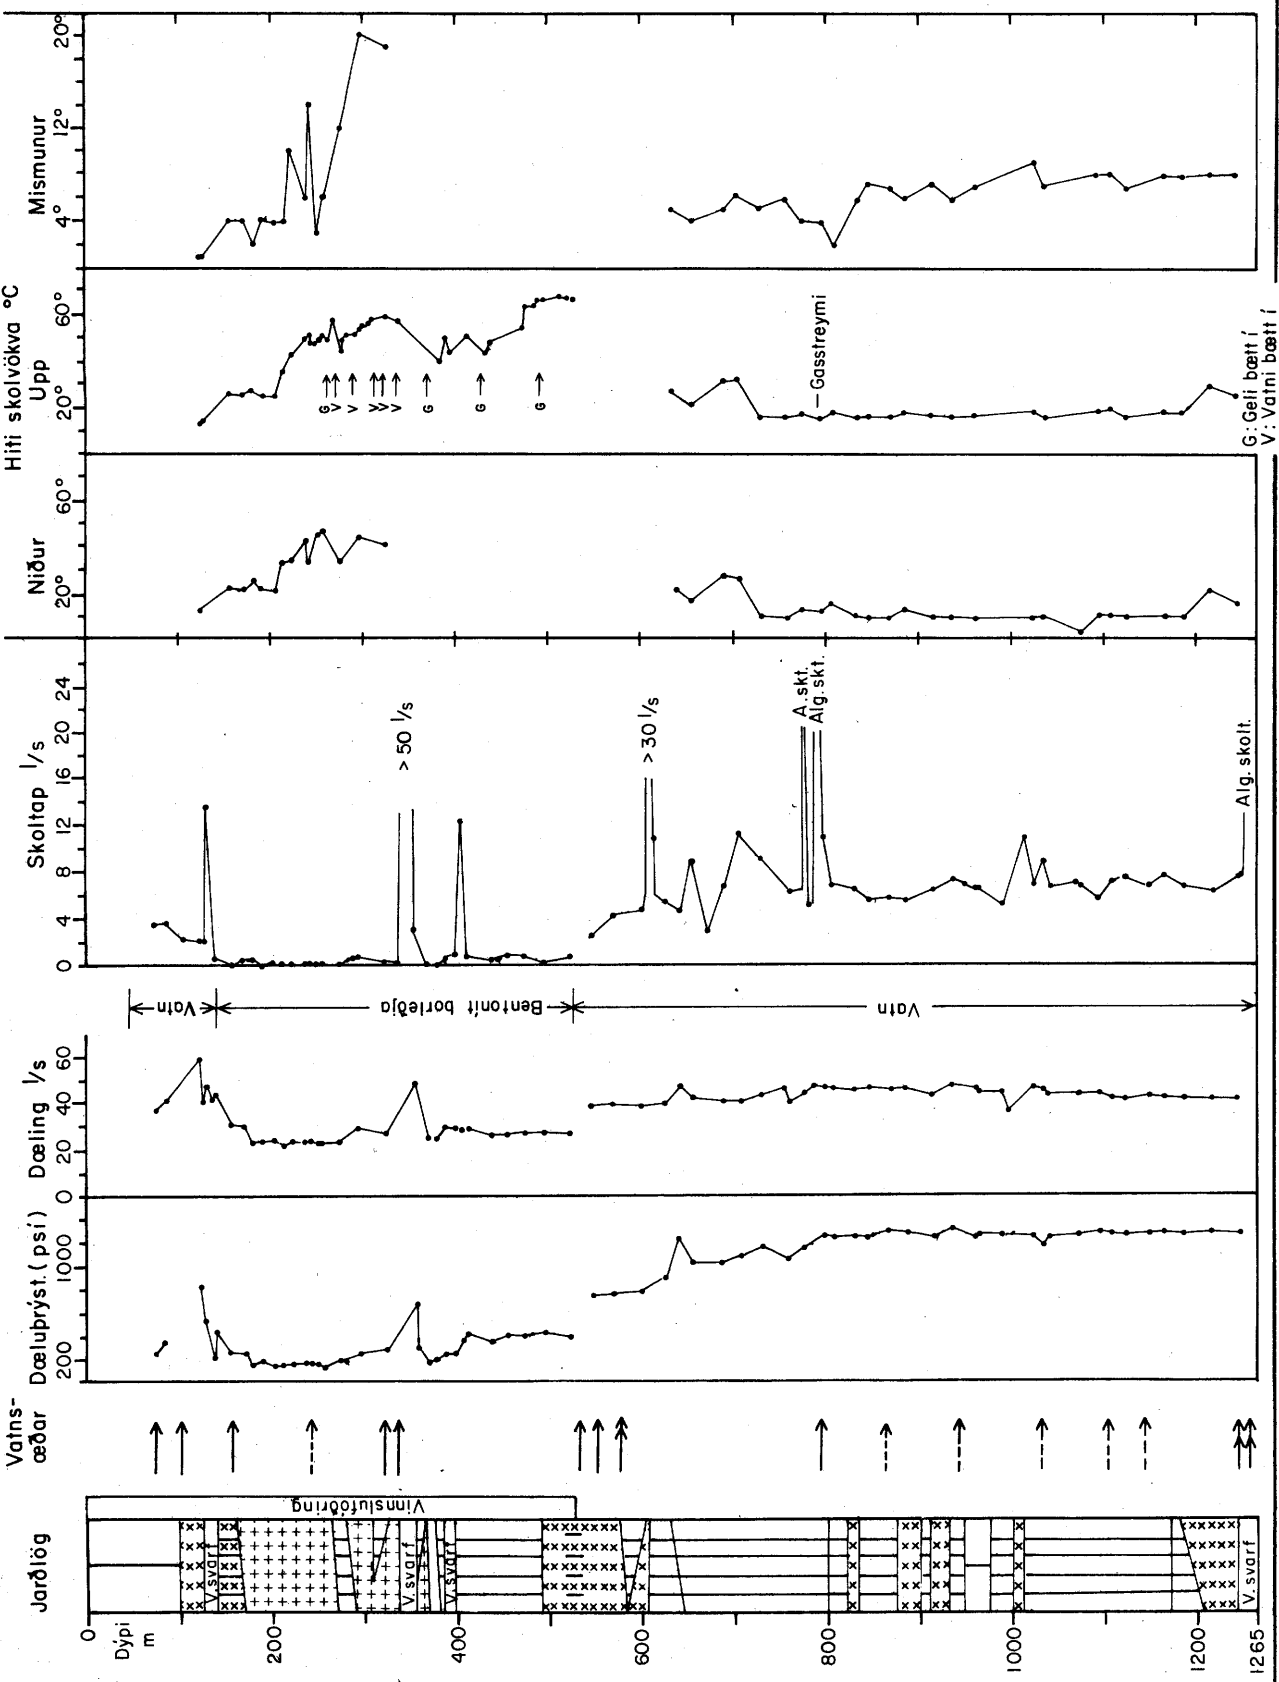 Mismunur
20°
12°
4°
Hiti skolvökva °C
Upp
60°
20°
G V V V V V G G G
Gasstreymi
G: Geli bætt í
V: Vatni bætt í
Niður
60°
20°
Skoltap l/s
24
20
16
12
8
4
0
> 50 l/s
> 30 l/s
A.skt.
Alg.skt.
Alg. skolt.
Vatn
Bentonít borleðja
Vatn
Dæling l/s
60
40
20
0
Dæluþrýst. (psi)
1000
200
Vatns-
æðar
Vinnslufóðring
Jarðlög
V. svarf
V. svarf
V. svarf
V. svarf
Dýpi
m
0
200
400
600
800
1000
1200
1265